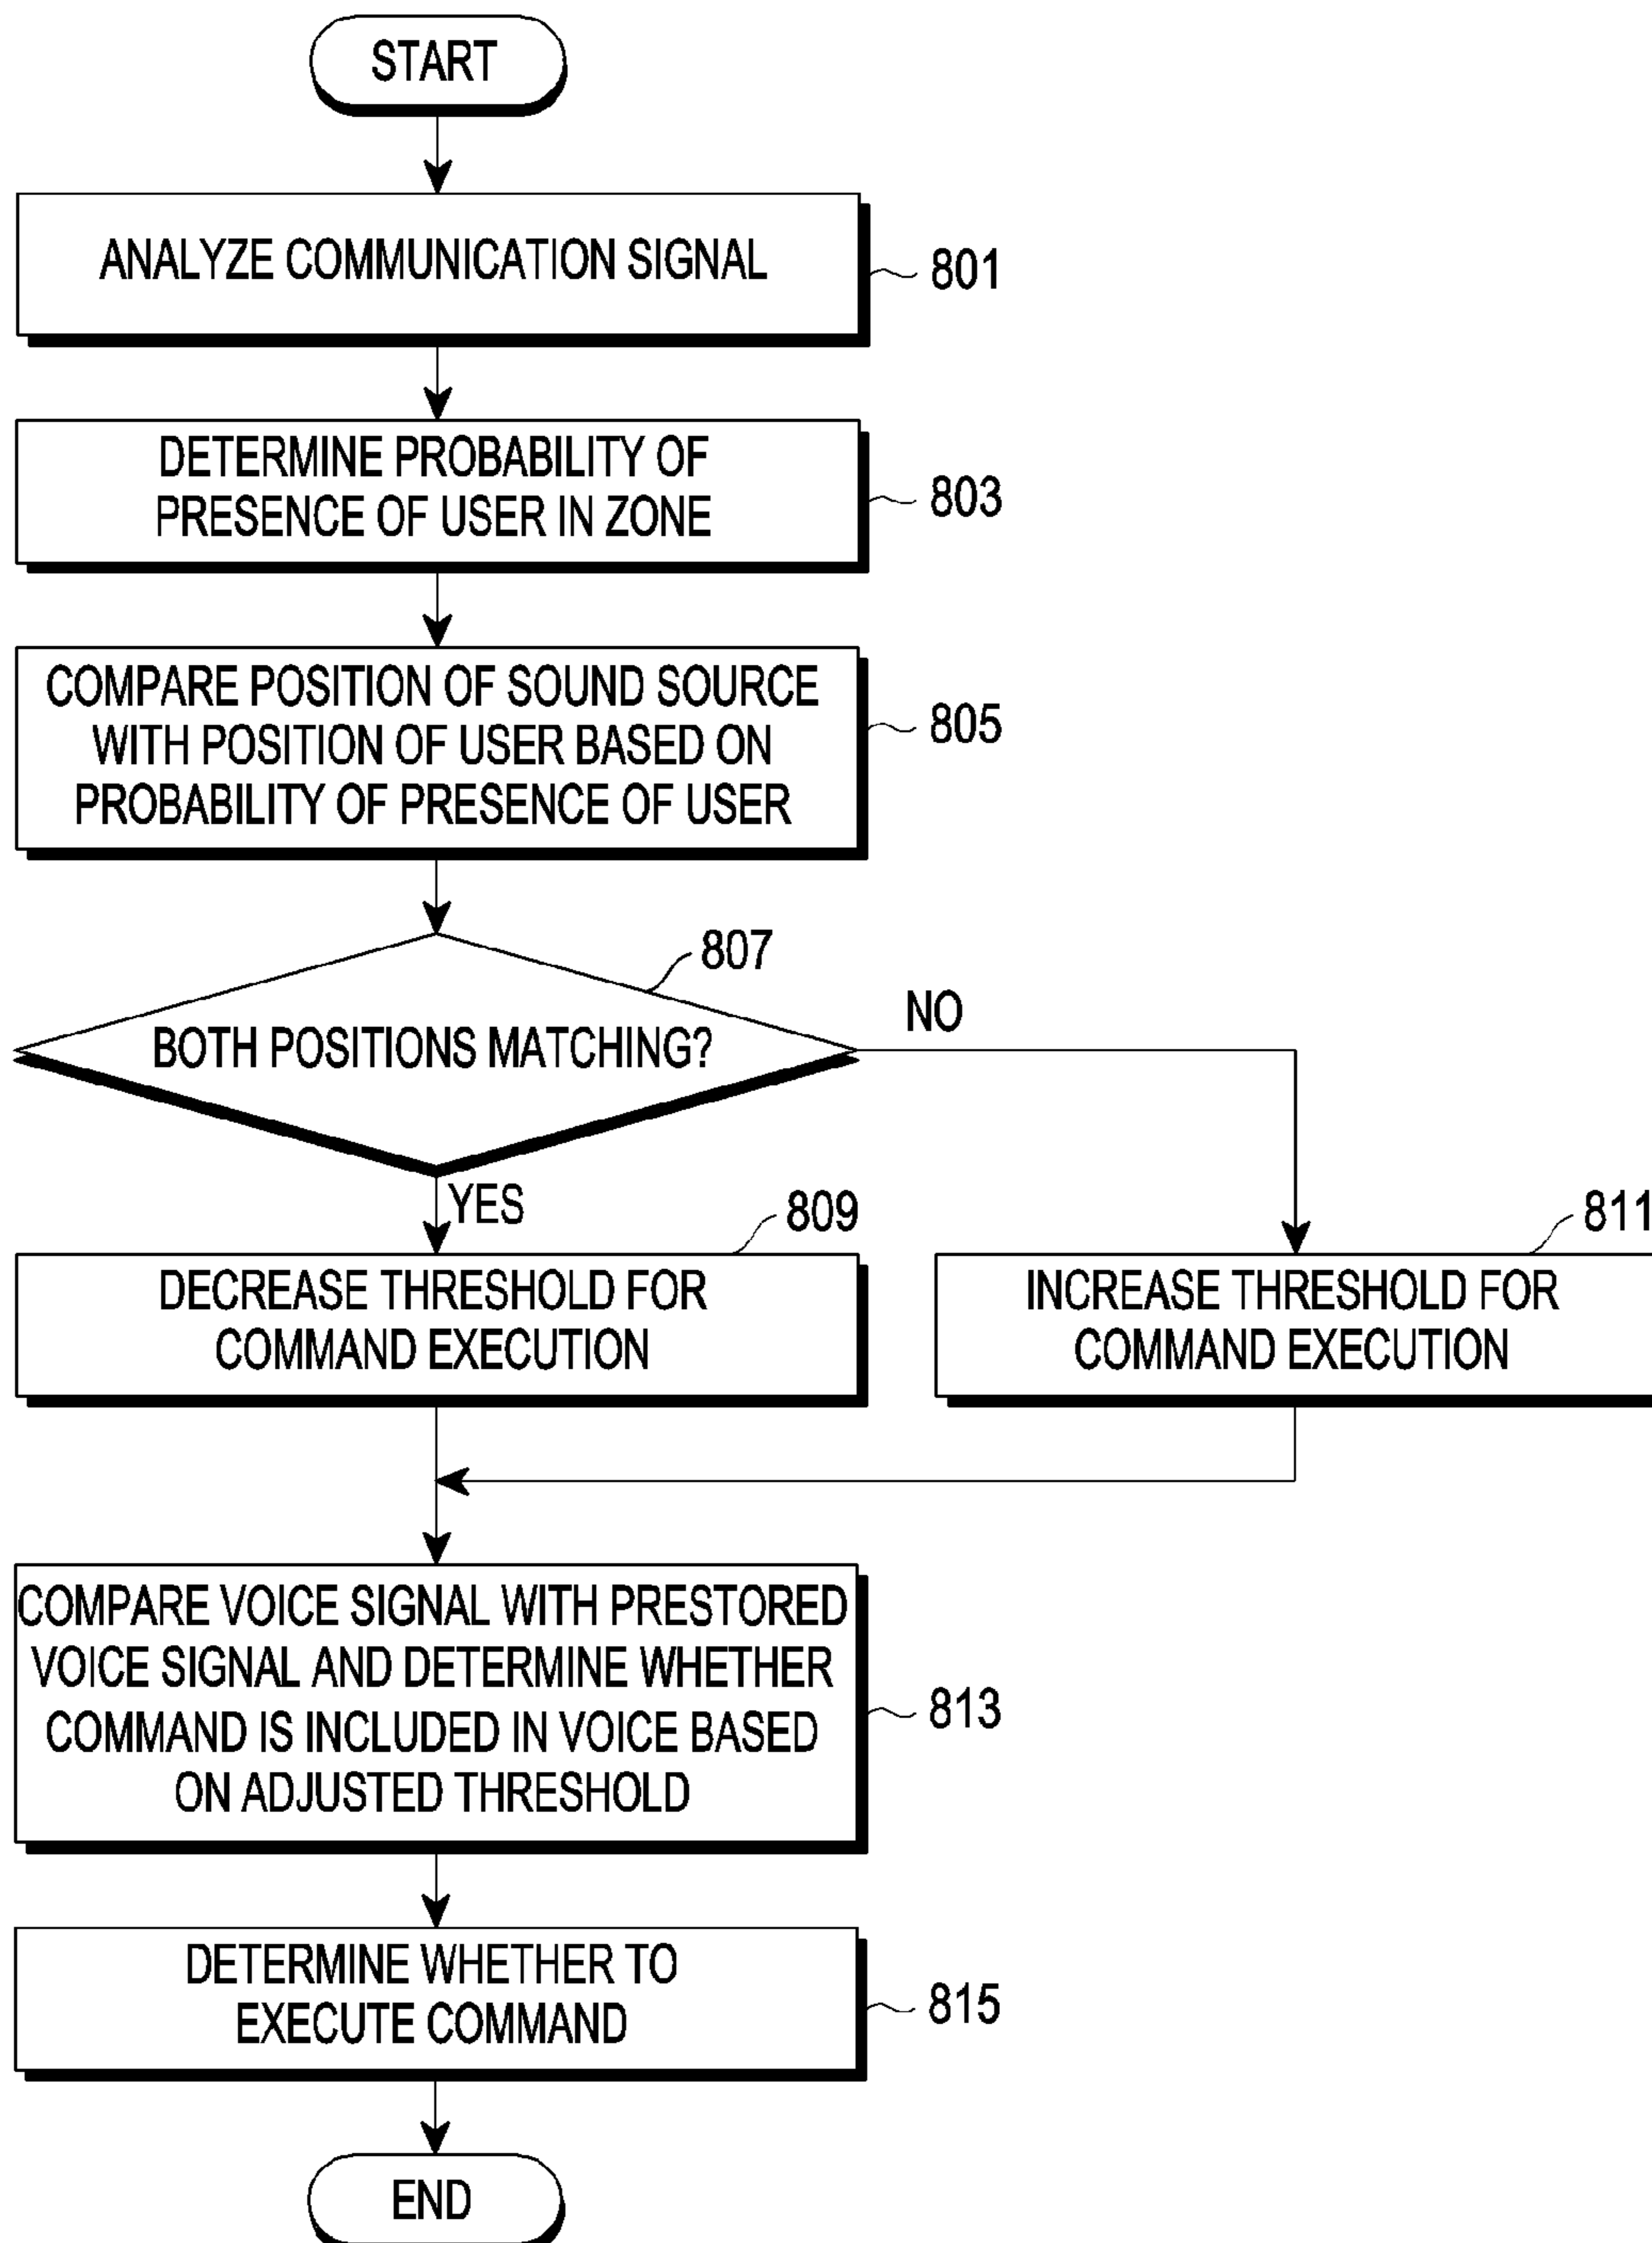 START
ANALYZE COMMUNICATION SIGNAL
801
DETERMINE PROBABILITY OF
PRESENCE OF USER IN ZONE
803
COMPARE POSITION OF SOUND SOURCE
WITH POSITION OF USER BASED ON
PROBABILITY OF PRESENCE OF USER
805
807
BOTH POSITIONS MATCHING?
NO
YES
809
DECREASE THRESHOLD FOR
COMMAND EXECUTION
811
INCREASE THRESHOLD FOR
COMMAND EXECUTION
COMPARE VOICE SIGNAL WITH PRESTORED
VOICE SIGNAL AND DETERMINE WHETHER
COMMAND IS INCLUDED IN VOICE BASED
ON ADJUSTED THRESHOLD
813
DETERMINE WHETHER TO
EXECUTE COMMAND
815
END